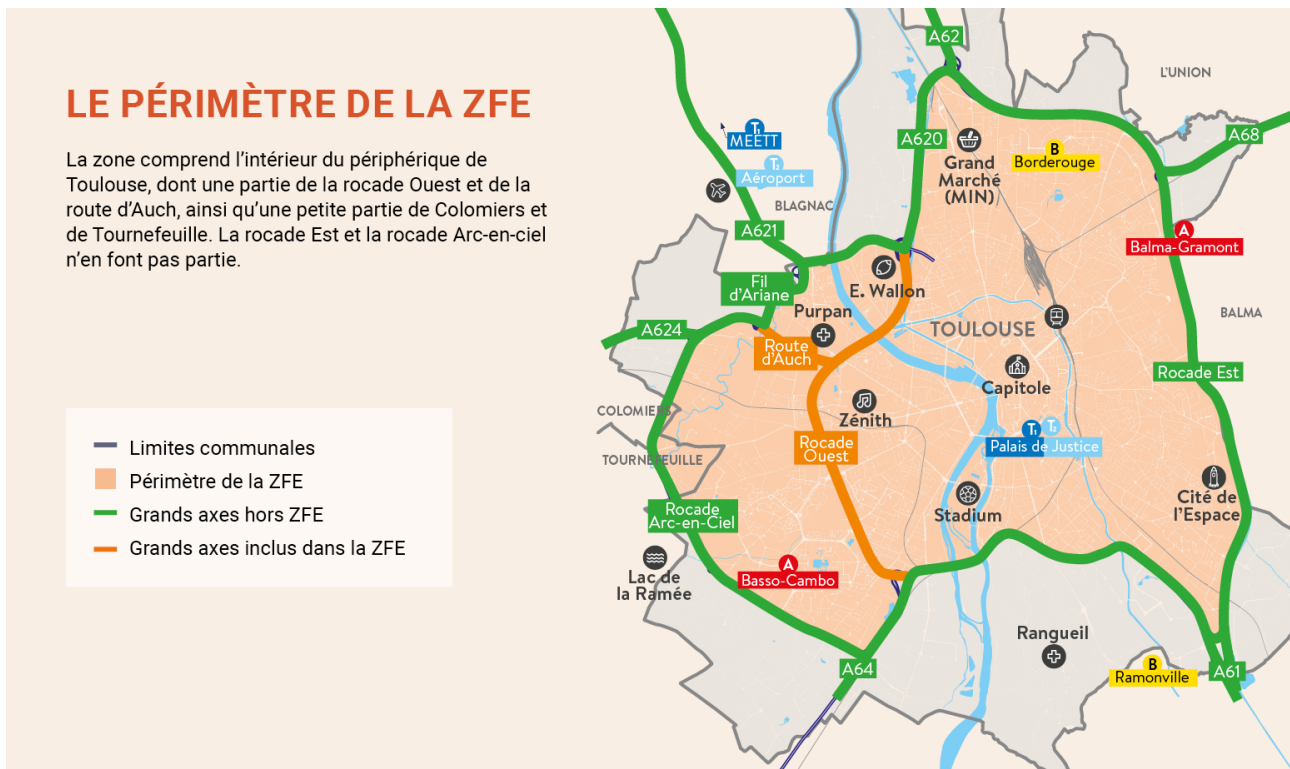 LE PÉRIMÈTRE DE LA ZFE
La zone comprend l’intérieur du périphérique de
Toulouse, dont une partie de la rocade Ouest et de la
route d’Auch, ainsi qu’une petite partie de Colomiers et
de Tournefeuille. La rocade Est et la rocade Arc-en-ciel
n’en font pas partie.
Limites communales
Périmètre de la ZFE
Grands axes hors ZFE
Grands axes inclus dans la ZFE
A62
L’UNION
T1
MEETT
A620
Grand
Marché
(MIN)
B
Borderouge
A68
T2
Aéroport
BLAGNAC
A621
A
Balma-Gramont
Fil
d’Ariane
E. Wallon
Purpan
TOULOUSE
BALMA
A624
Route
d’Auch
Capitole
Rocade Est
COLOMIERS
Zénith
T1
T2
Palais de Justice
Rocade
Ouest
TOURNEFEUILLE
Cité de
l’Espace
Rocade
Arc-en-Ciel
Stadium
Lac de
la Ramée
A
Basso-Cambo
Rangueil
A64
B
Ramonville
A61